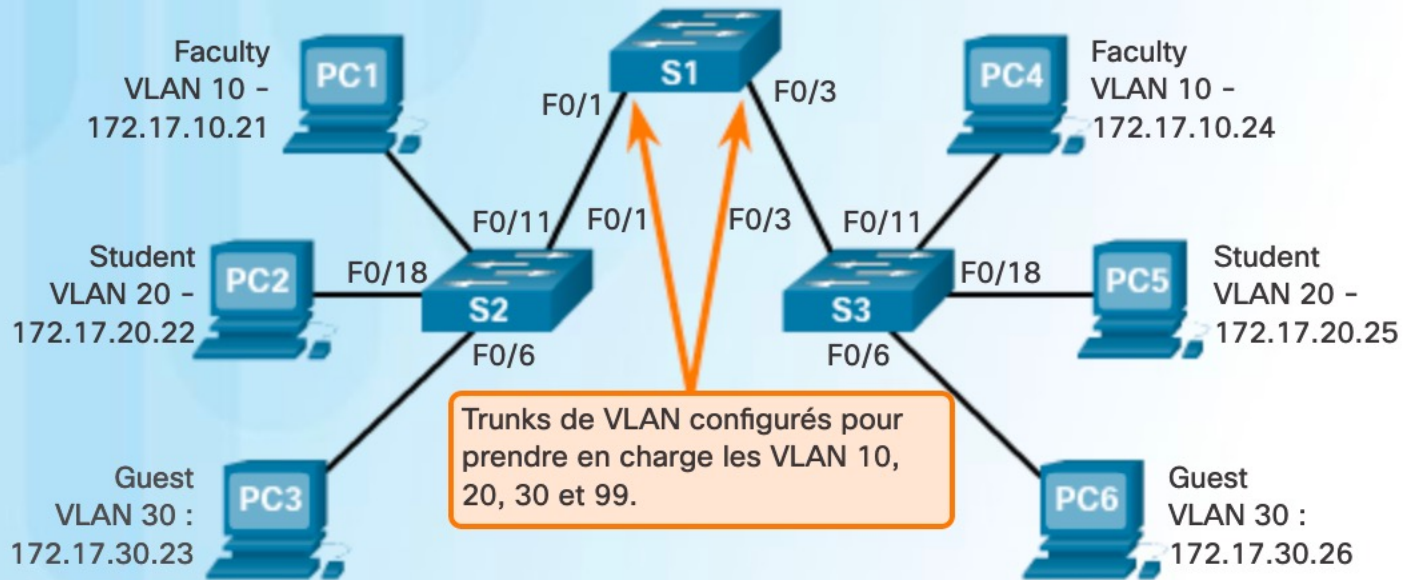 Faculty
VLAN 10 -
172.17.10.21
PC1
S1
F0/1
F0/3
PC4
Faculty
VLAN 10 -
172.17.10.24
Student
VLAN 20 -
172.17.20.22
PC2
F0/18
F0/11
F0/1
S2
F0/6
F0/3
F0/11
S3
F0/18
F0/6
PC5
Student
VLAN 20 -
172.17.20.25
Trunks de VLAN configurés pour
prendre en charge les VLAN 10,
20, 30 et 99.
Guest
VLAN 30 :
172.17.30.23
PC3
PC6
Guest
VLAN 30 :
172.17.30.26